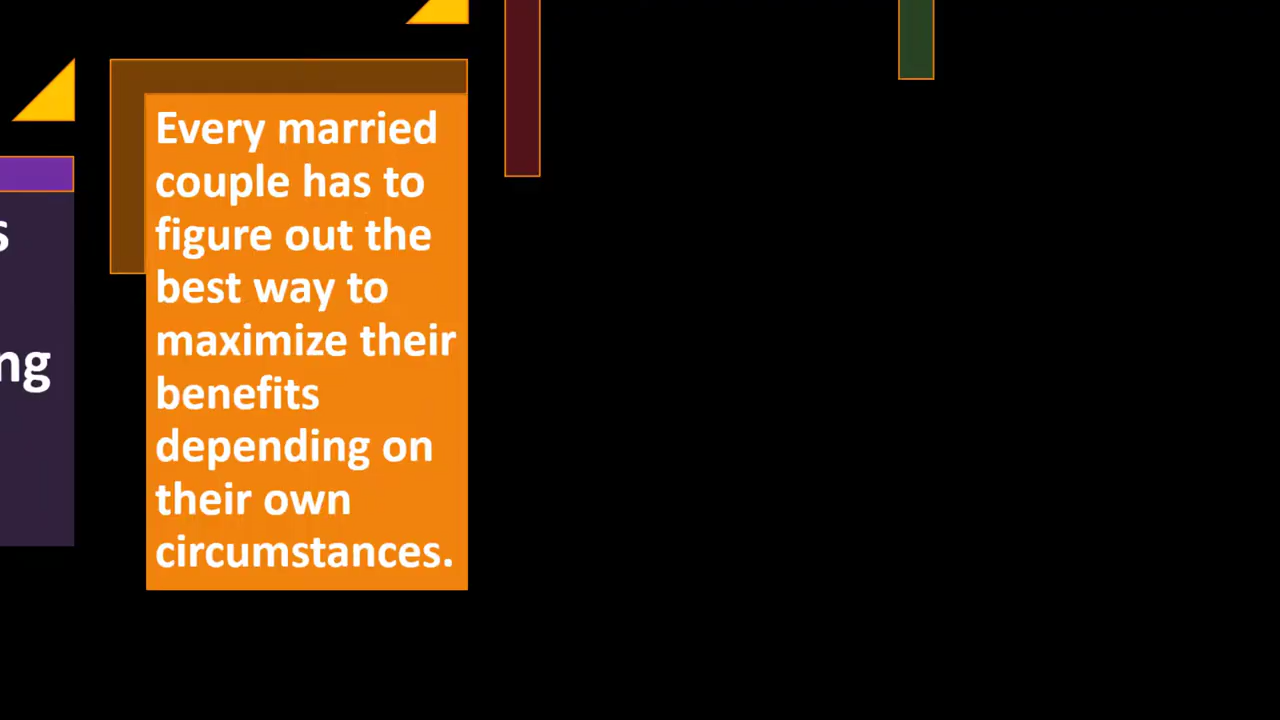 Every married
couple has to
figure out the
best way to
maximize their
benefits
depending on
their own
circumstances.